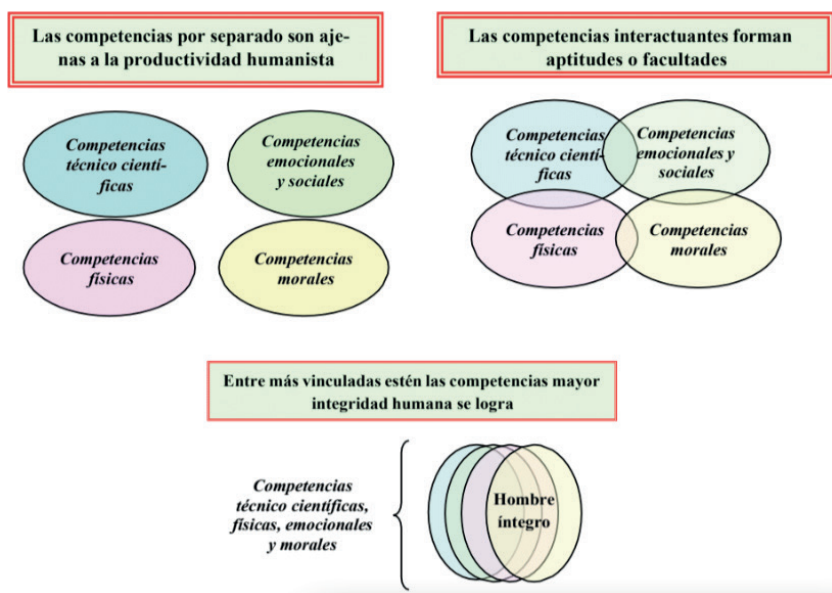 Las competencias por separado son aje-
nas a la productividad humanista
Las competencias interactuantes forman
aptitudes o facultades
Competencias
técnico cientí-
ficas
Competencias
emocionales
y sociales
Competencias
físicas
Competencias
morales
Competencias
técnico cientí-
ficas
Competencias
emocionales y
sociales
Competencias
físicas
Competencias
morales
Entre más vinculadas estén las competencias mayor
integridad humana se logra
Competencias
técnico científicas,
físicas, emocionales
y morales
Hombre
íntegro